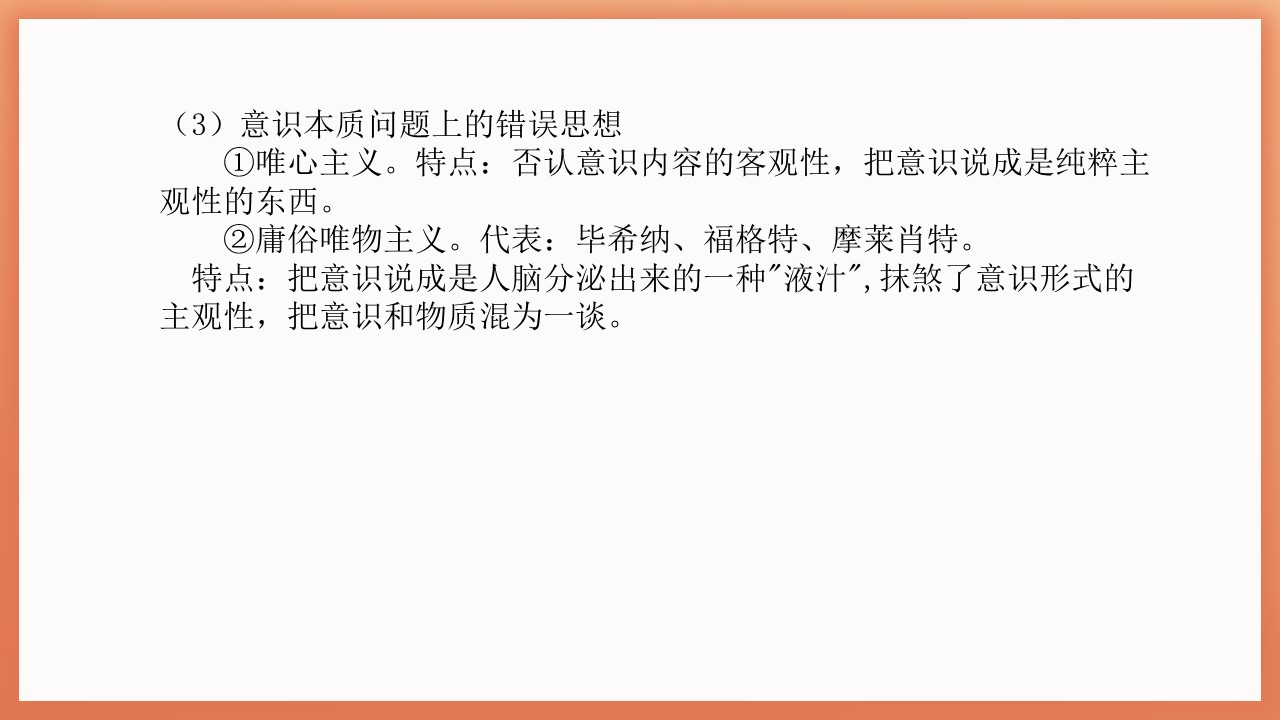 （3）意识本质问题上的错误思想
①唯心主义。特点：否认意识内容的客观性，把意识说成是纯粹主
观性的东西。
②庸俗唯物主义。代表：毕希纳、福格特、摩莱肖特。
特点：把意识说成是人脑分泌出来的一种"液汁",抹煞了意识形式的
主观性，把意识和物质混为一谈。